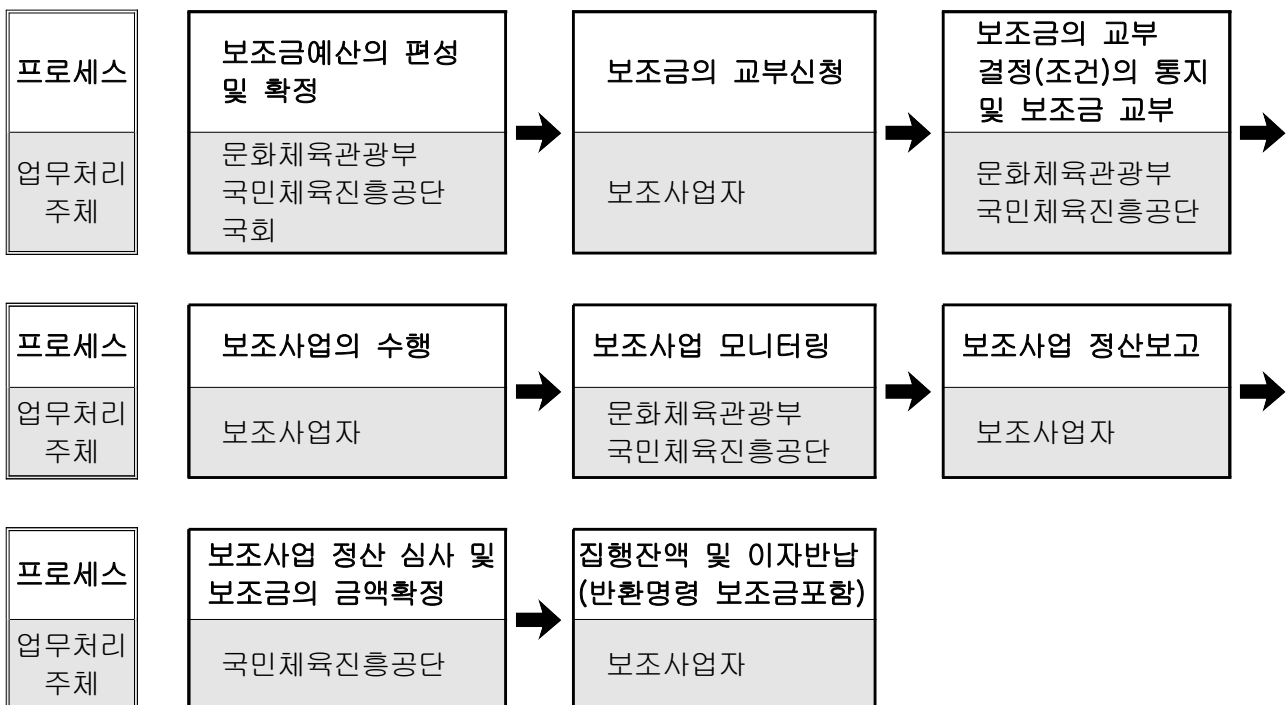 프로세스
보조금예산의 편성
및 확정
보조금의 교부신청
보조금의 교부
결정(조건)의 통지
및 보조금 교부
업무처리
주체
문화체육관광부
국민체육진흥공단
국회
보조사업자
문화체육관광부
국민체육진흥공단
프로세스
보조사업의 수행
보조사업 모니터링
보조사업 정산보고
업무처리
주체
보조사업자
문화체육관광부
국민체육진흥공단
보조사업자
프로세스
보조사업 정산 심사 및
보조금의 금액확정
집행잔액 및 이자반납
(반환명령 보조금포함)
업무처리
주체
국민체육진흥공단
보조사업자